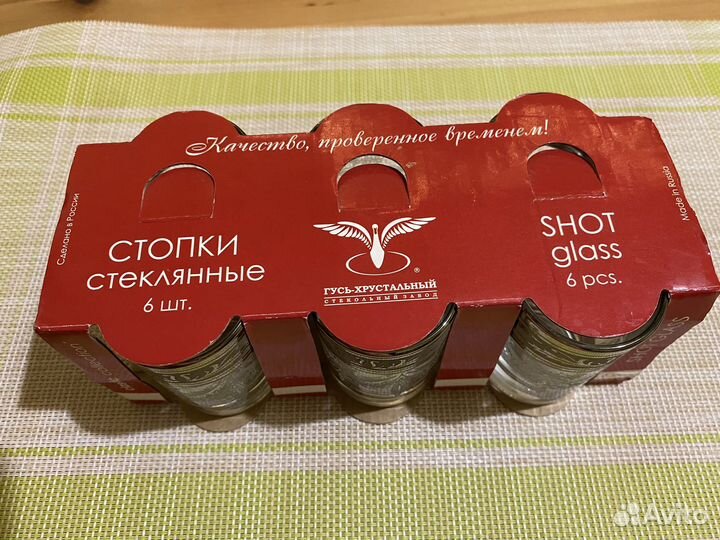 Качество, проверенное временем!
Сделано в России
СТОПКИ
стеклянные
6 шт.
ГУСЬ-ХРУСТАЛЬНЫЙ
СТЕКОЛЬНЫЙ ЗАВОД
®
SHOT
glass
6 pcs.
Made in Russia
collection
Avito